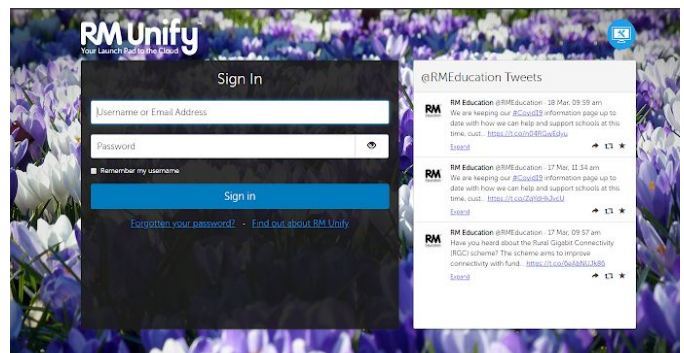 RM Unify
Your Launch Pad to the Cloud
Sign In
Username or Email Address
Password
Remember my username
Sign in
Forgotten your password? - Find out about RM Unify
@RMEducation Tweets
RM Education @RMEducation · 18 Mar, 09:59 am
We are keeping our #Covid19 information page up to
date with how we can help and support schools at this
time, cust... https://t.co/n04RGwEdyu
Expand
RM Education @RMEducation · 17 Mar, 11:34 am
We are keeping our #Covid19 information page up to
date with how we can help and support schools at this
time, cust...
Expand
RM Education @RMEducation · 17 Mar, 09:57 am
Have you heard about the Rural Gigabit Connectivity
(RGC) scheme? The scheme aims to improve
connectivity with fund... https://t.co/6eAbNUJk86
Expand